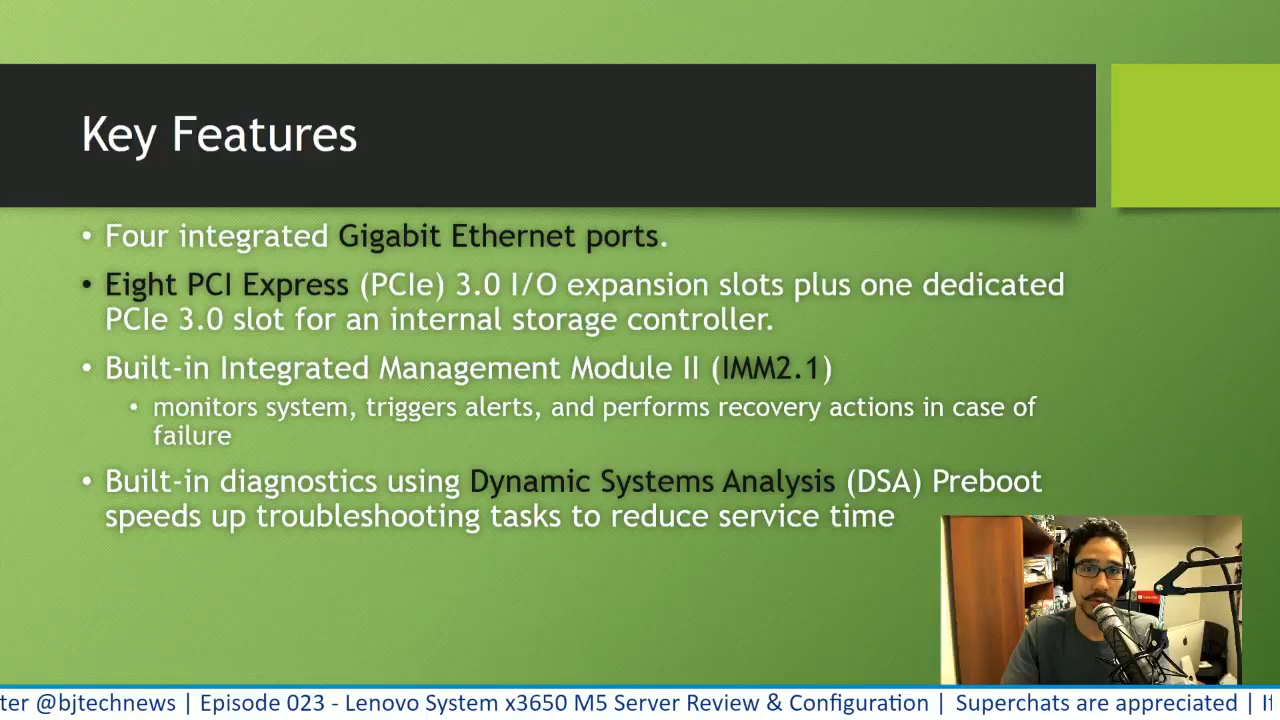 Key Features
• Four integrated Gigabit Ethernet ports.
• Eight PCI Express (PCIe) 3.0 I/O expansion slots plus one dedicated
PCIe 3.0 slot for an internal storage controller.
• Built-in Integrated Management Module II (IMM2.1)
• monitors system, triggers alerts, and performs recovery actions in case of
failure
• Built-in diagnostics using Dynamic Systems Analysis (DSA) Preboot
speeds up troubleshooting tasks to reduce service time
ter @bjtechnews | Episode 023 - Lenovo System x3650 M5 Server Review & Configuration | Superchats are appreciated | If